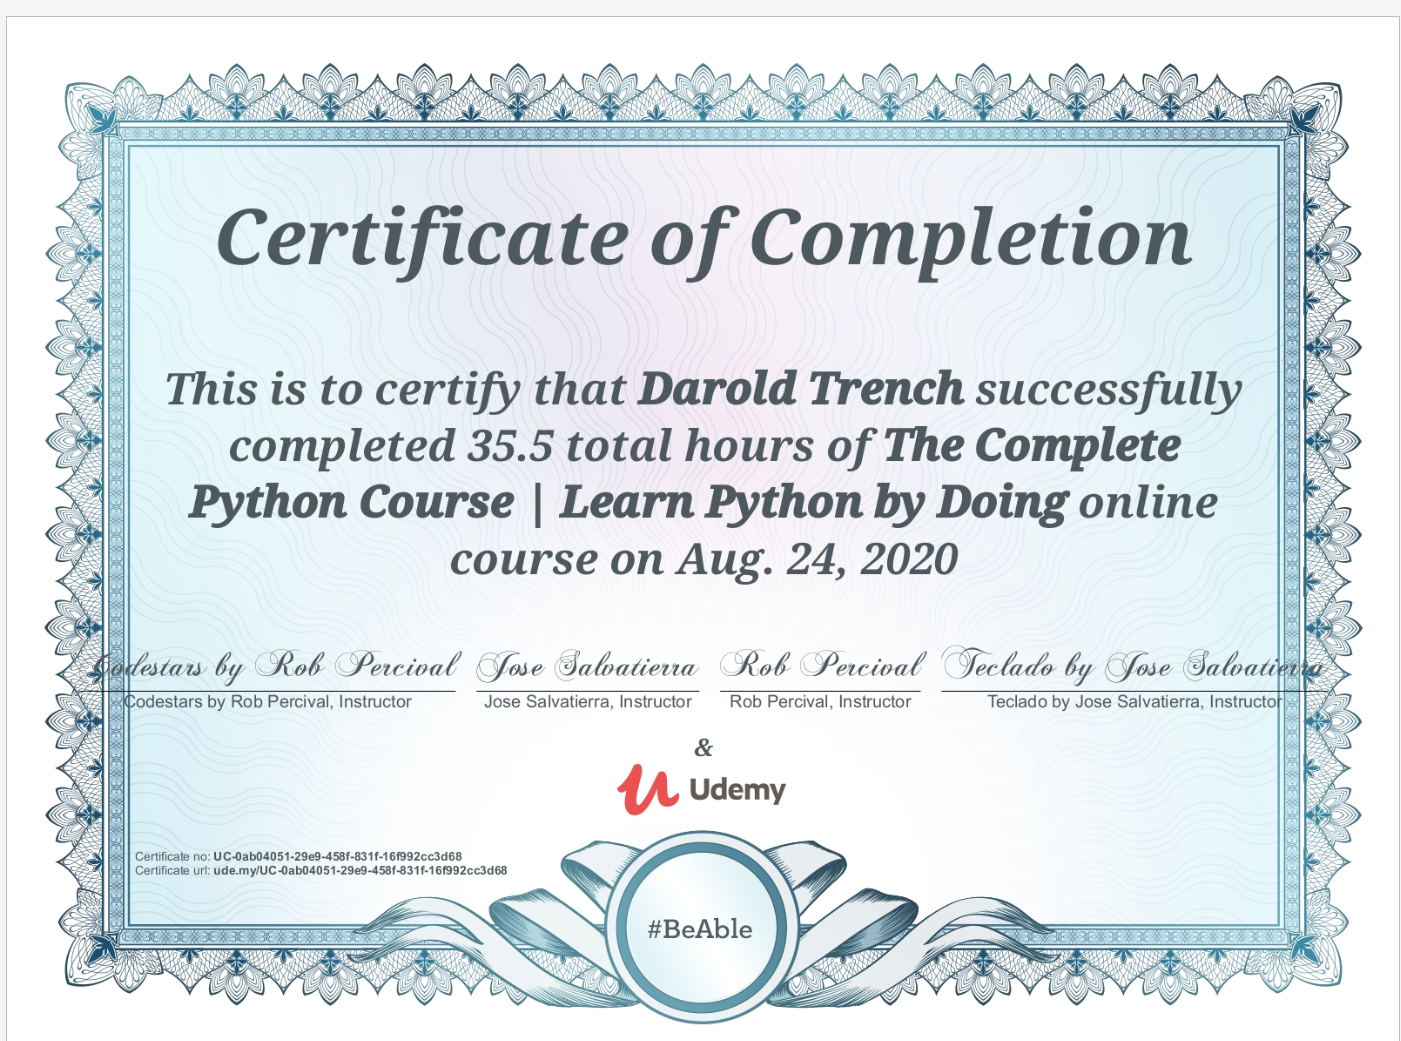 Certificate of Completion
This is to certify that Darold Trench successfully
completed 35.5 total hours of The Complete
Python Course | Learn Python by Doing online
course on Aug. 24, 2020
Codestars by Rob Percival Jose Salvatierra Rob Percival Teclado by Jose Salvatierra
Codestars by Rob Percival, Instructor Jose Salvatierra, Instructor Rob Percival, Instructor Teclado by Jose Salvatierra, Instructor
&
Udemy
Certificate no: UC-0ab04051-29e9-458f-831f-16f992cc3d68
Certificate url: ude.my/UC-0ab04051-29e9-458f-831f-16f992cc3d68
#BeAble